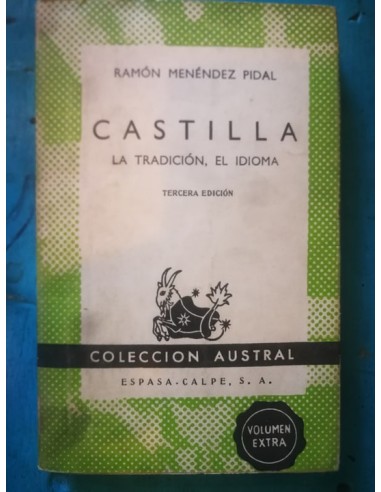 RAMÓN MENÉNDEZ PIDAL
CASTILLA
LA TRADICIÓN, EL IDIOMA
TERCERA EDICIÓN
COLECCION AUSTRAL
ESPASA-CALPE, S. A.
VOLUMEN
EXTRA